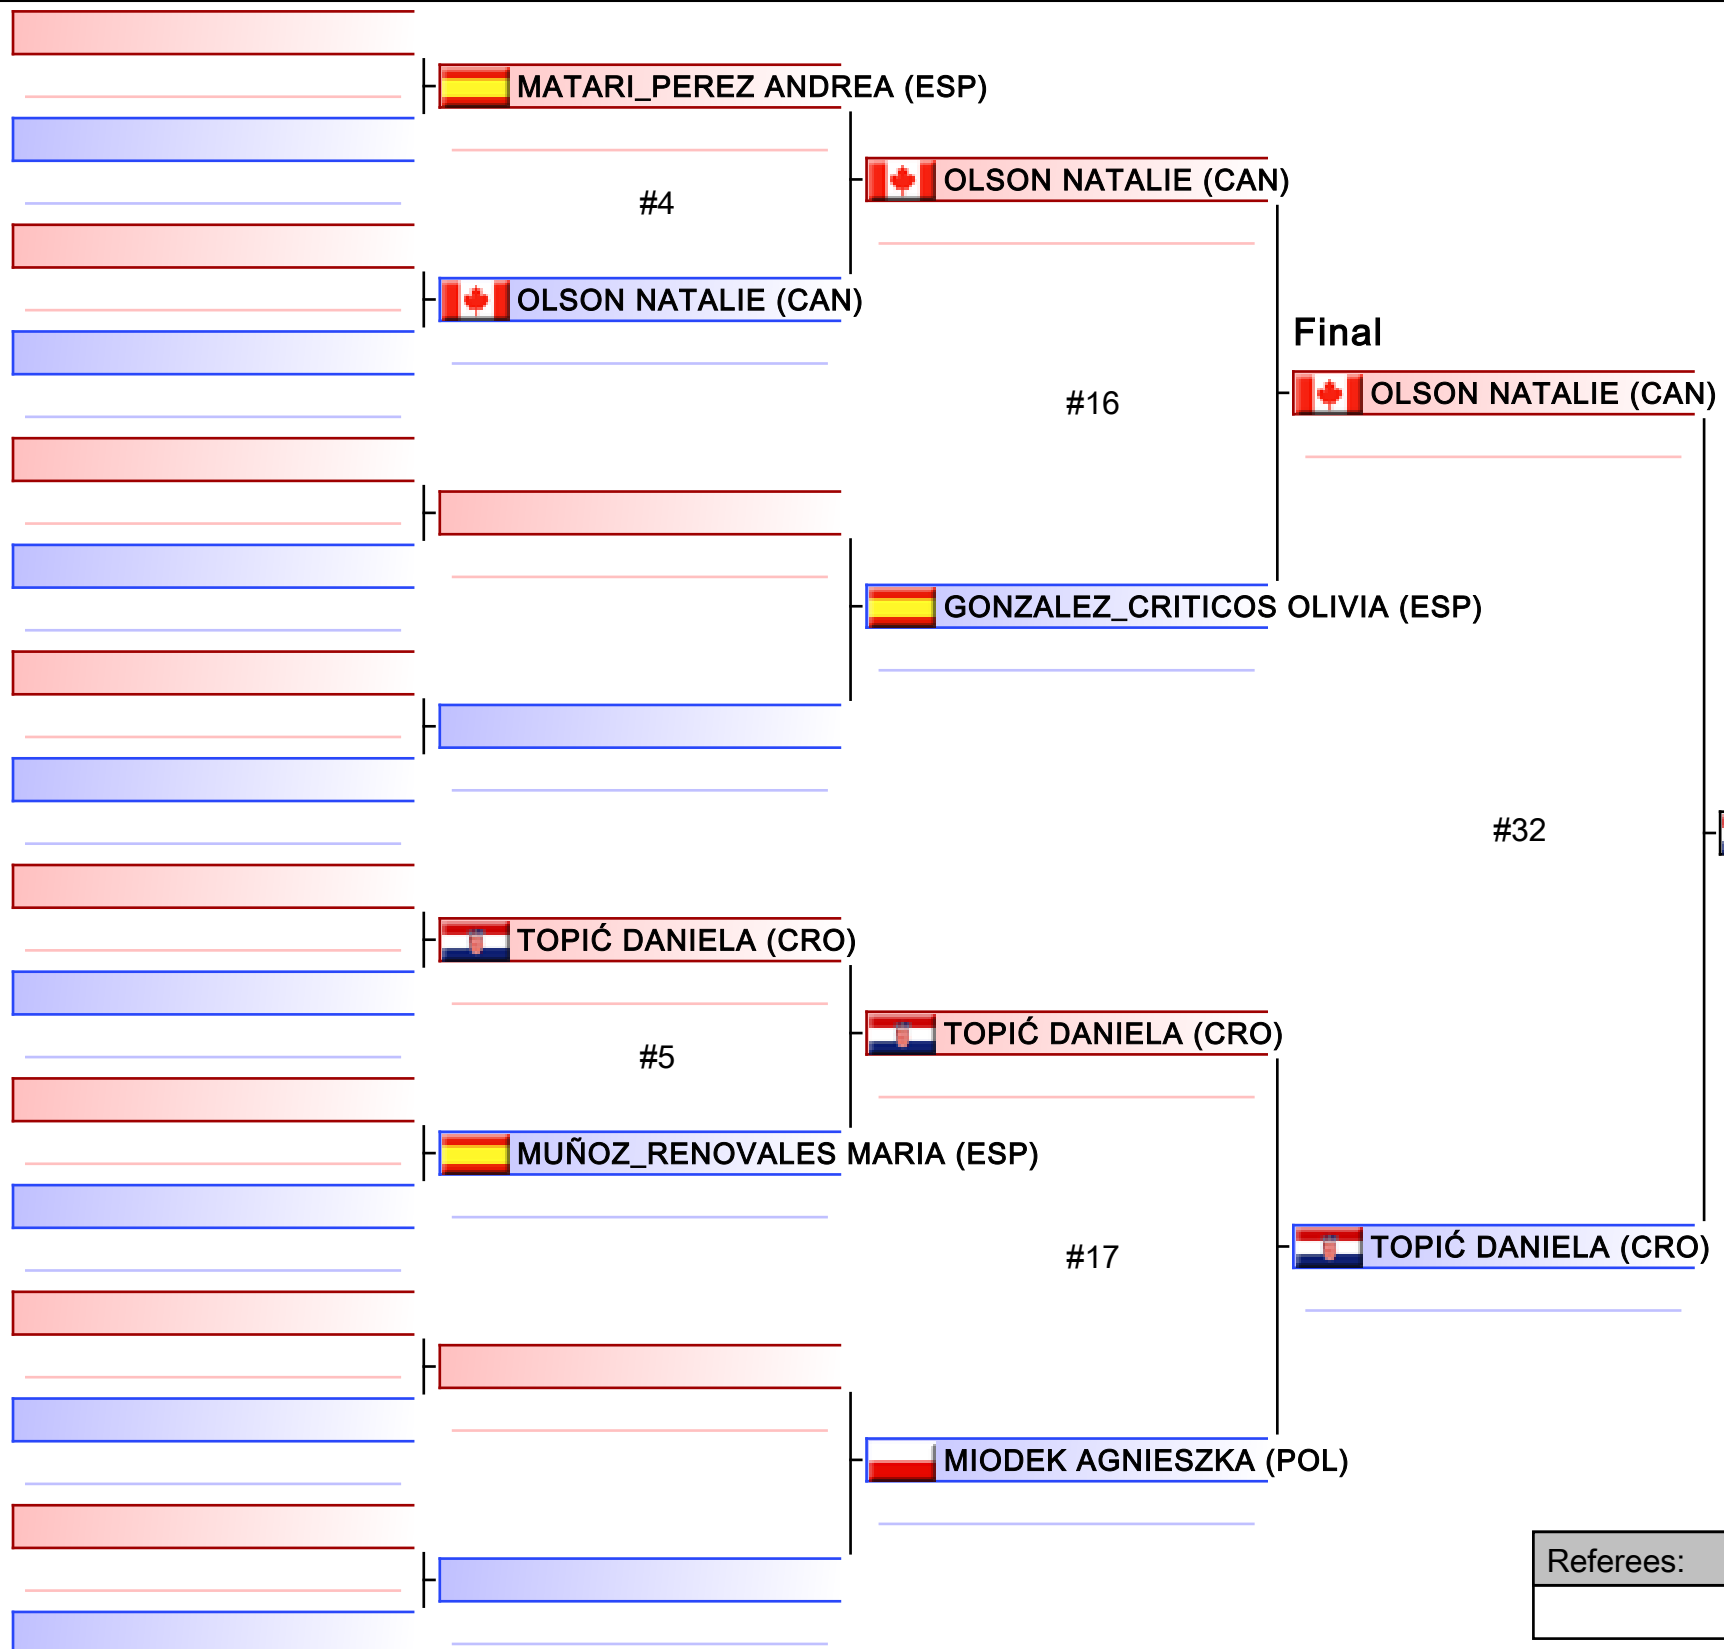 MATARI_PEREZ ANDREA (ESP)
OLSON NATALIE (CAN)
#4
OLSON NATALIE (CAN)
Final
OLSON NATALIE (CAN)
#16
GONZALEZ_CRITICOS OLIVIA (ESP)
#32
TOPIĆ DANIELA (CRO)
TOPIĆ DANIELA (CRO)
#5
MUÑOZ_RENOVALES MARIA (ESP)
TOPIĆ DANIELA (CRO)
#17
MIODEK AGNIESZKA (POL)
Referees: